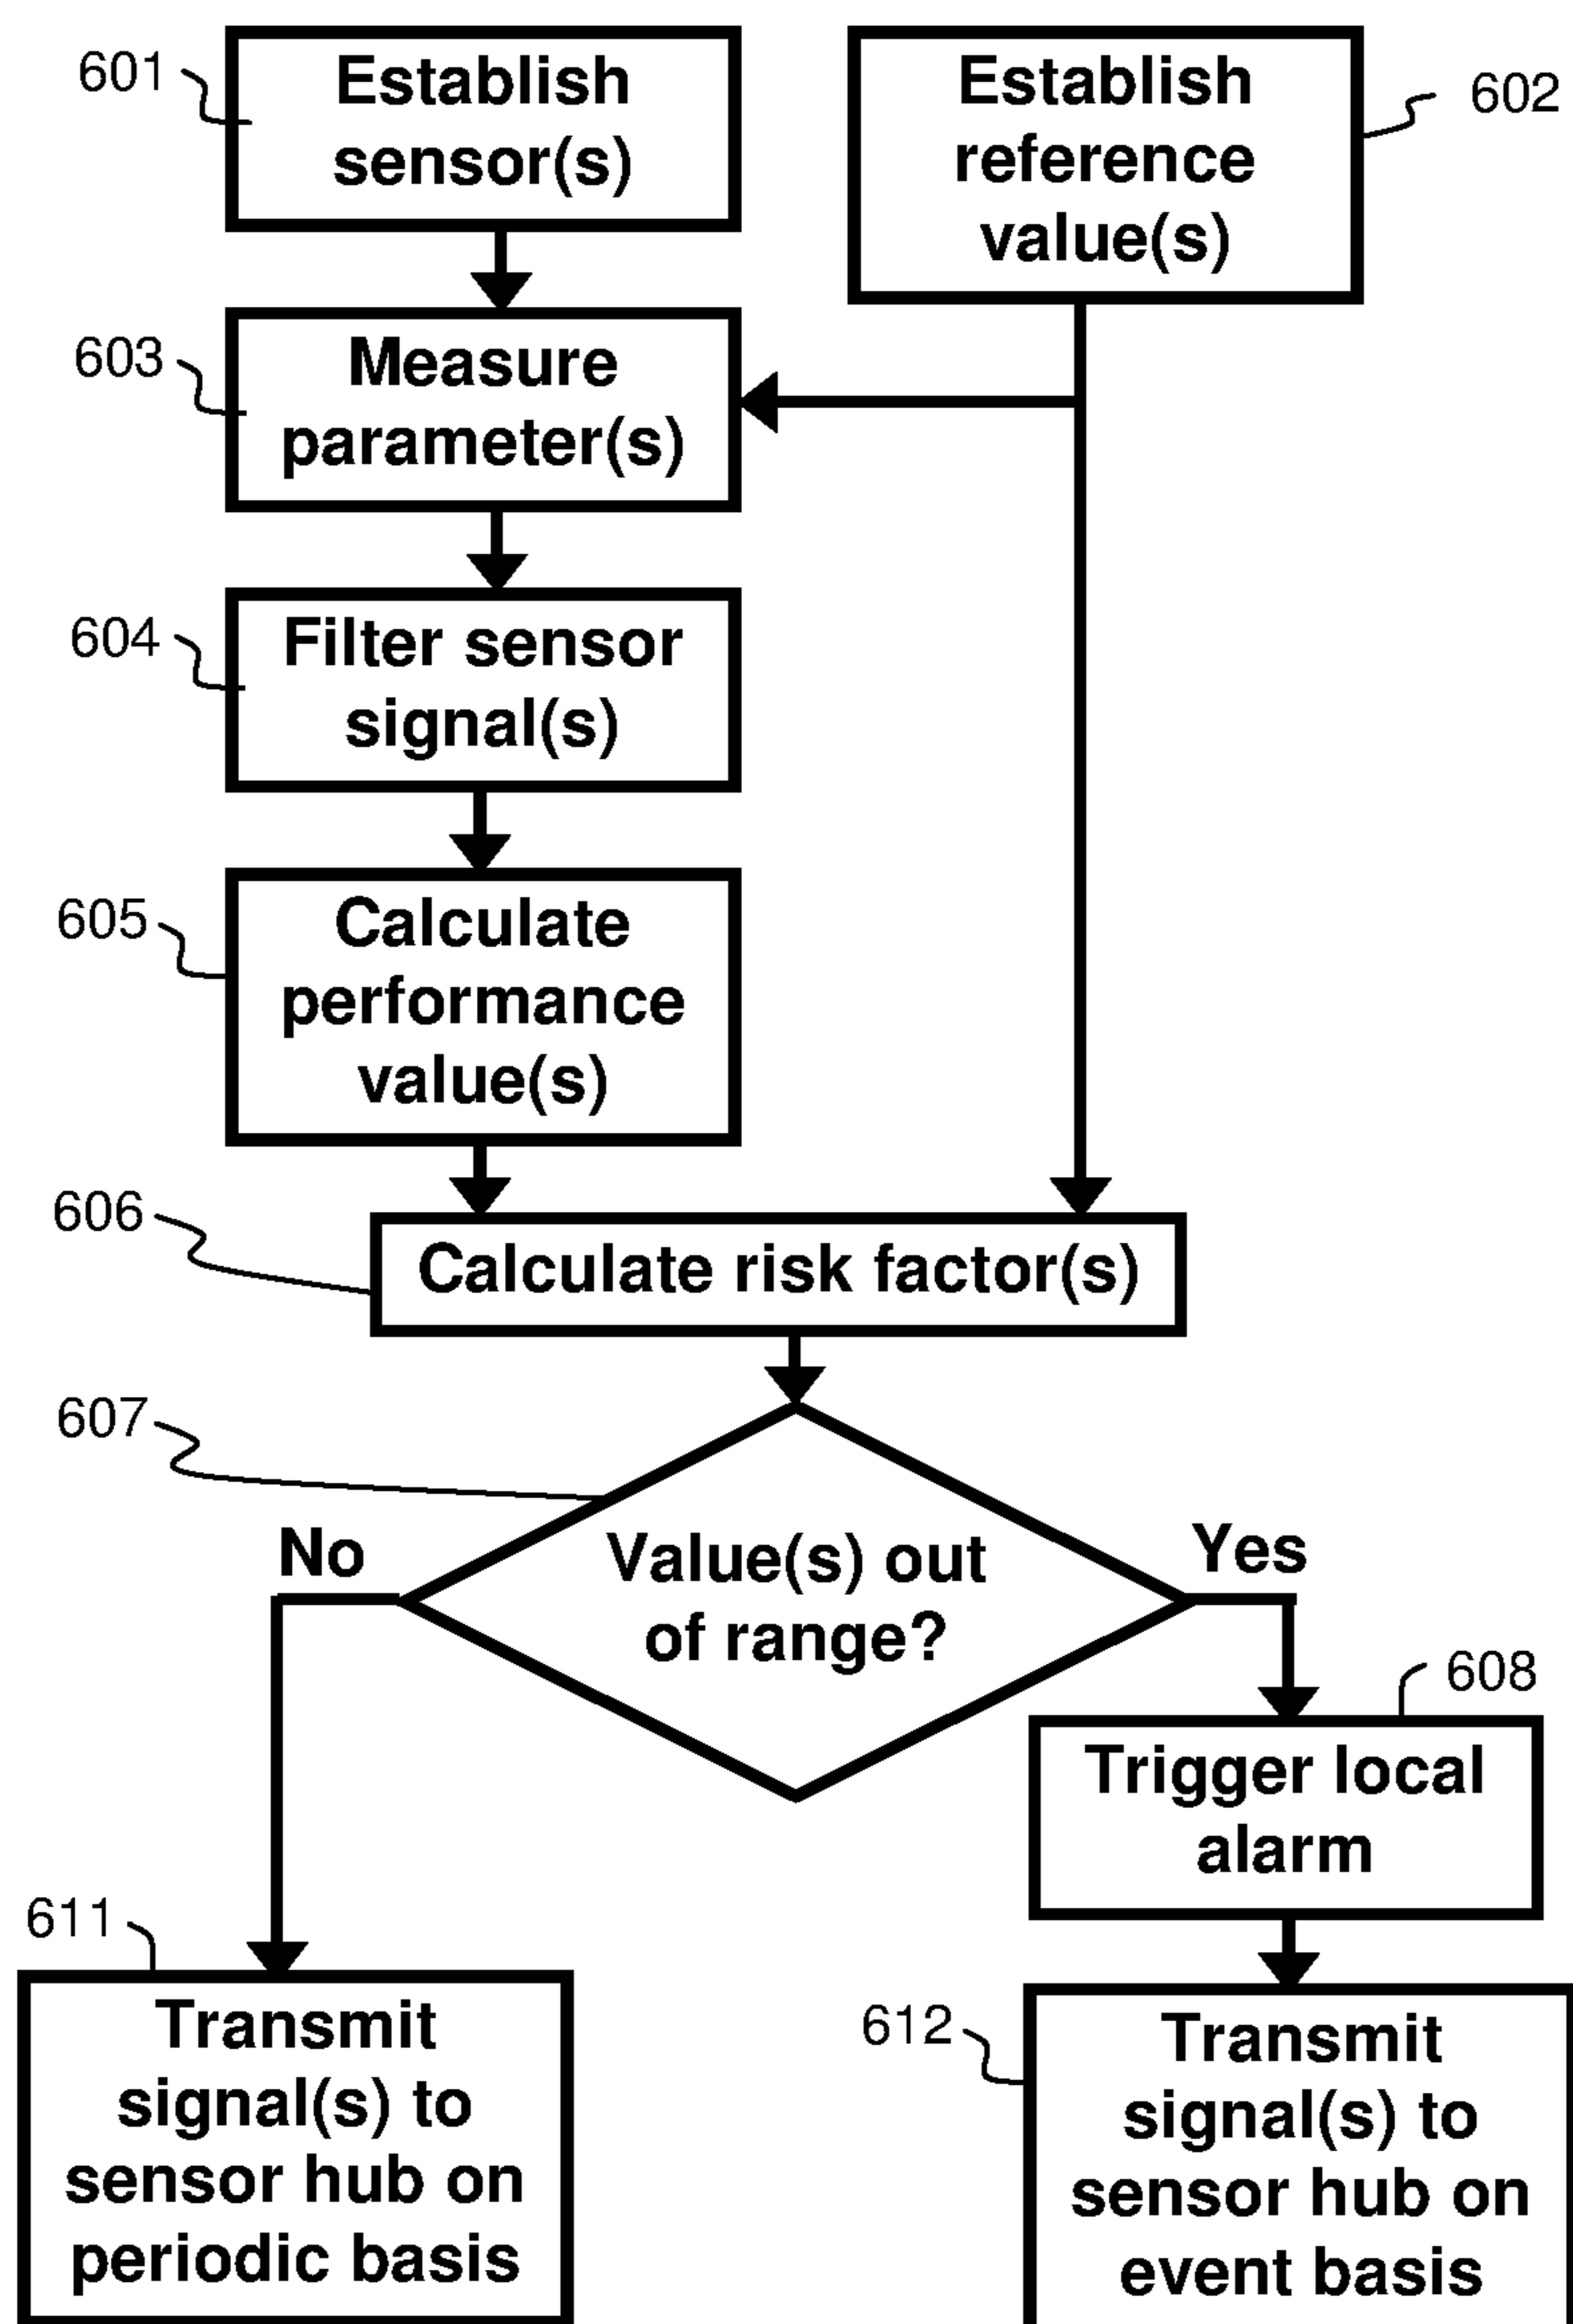 601
Establish
sensor(s)
Establish
reference
value(s)
602
603
Measure
parameter(s)
604
Filter sensor
signal(s)
605
Calculate
performance
value(s)
606
Calculate risk factor(s)
607
No
Value(s) out
of range?
Yes
608
Trigger local
alarm
611
Transmit
signal(s) to
sensor hub on
periodic basis
612
Transmit
signal(s) to
sensor hub on
event basis